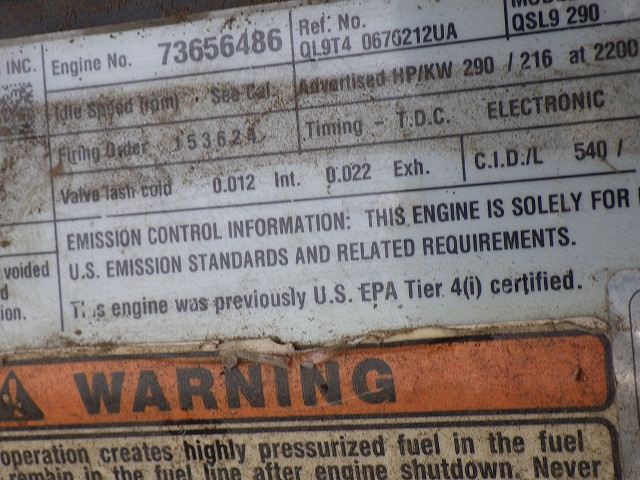 INC.
Engine No. 73656486
Ref. No.
QL9T4 0676212UA
QSL9 290
Idle Speed (rpm) See Cal.
Advertised HP/KW 290 / 216 at 2200
Firing Order 153624
Timing - T.D.C. ELECTRONIC
Valve lash cold 0.012 Int. 0.022 Exh.
C.I.D./L 540 /
EMISSION CONTROL INFORMATION: THIS ENGINE IS SOLELY FOR
U.S. EMISSION STANDARDS AND RELATED REQUIREMENTS.
This engine was previously U.S. EPA Tier 4(i) certified.
voided
d
ion.
WARNING
operation creates highly pressurized fuel in the fuel
remain in the fuel line after engine shutdown. Never